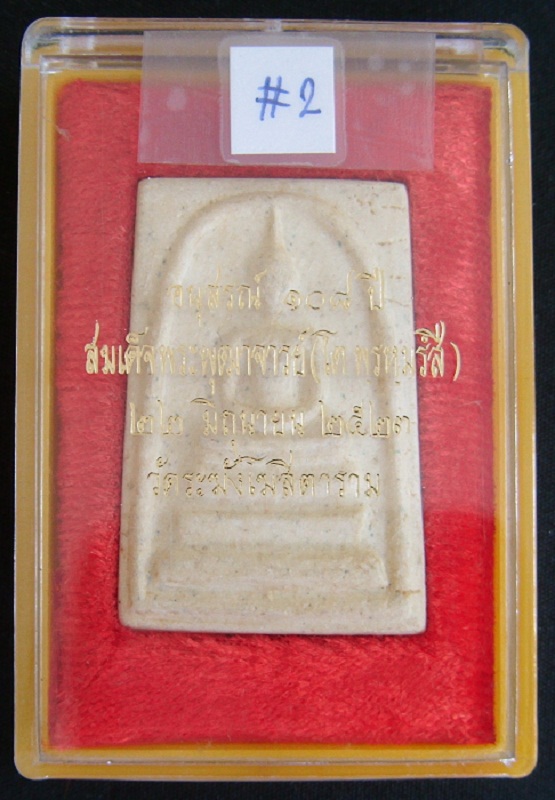 #2
อนุสรณ์ ๑๐๘ ปี
สมเด็จพระพุฒาจารย์ (โต พรหมรังสี)
๒๒ มิถุนายน ๒๕๒๓
วัดระฆังโฆสิตาราม